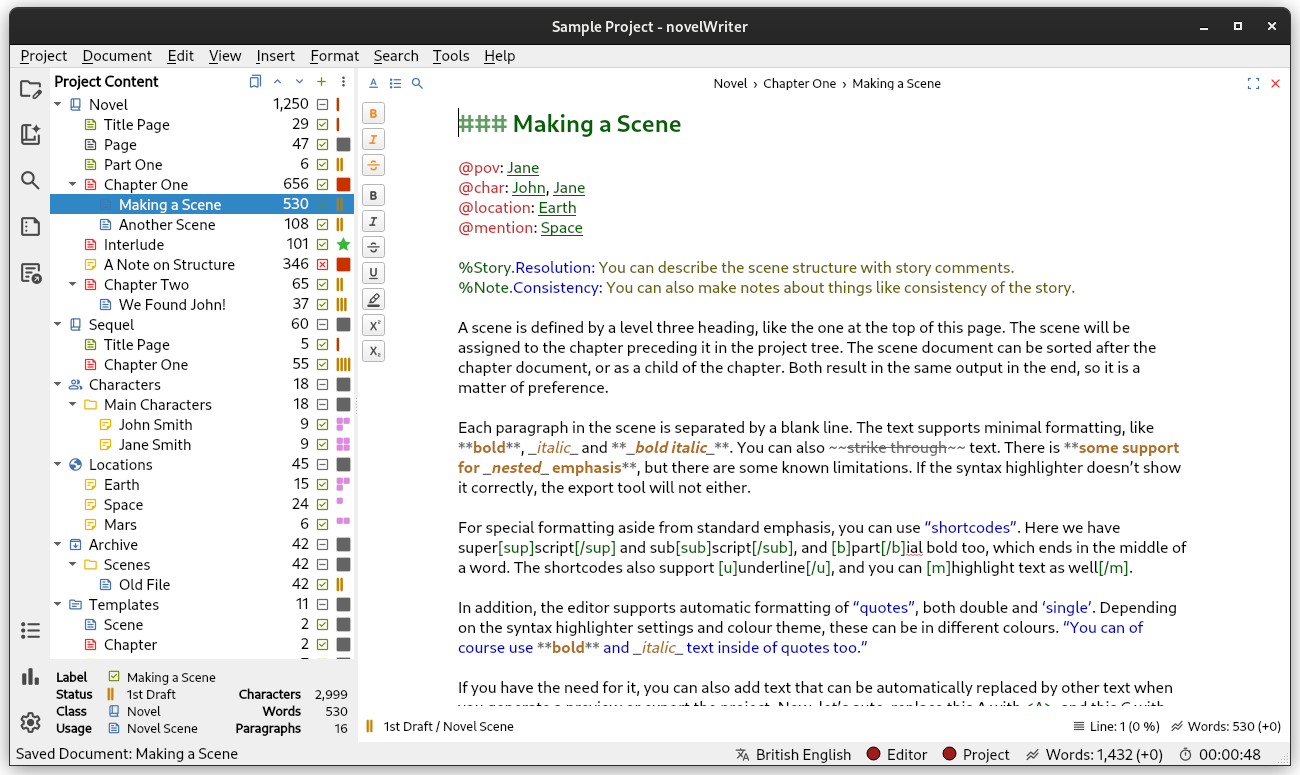 Sample Project - novelWriter
Project Document Edit View Insert Format Search Tools Help
Project Content
Novel 1,250
Title Page 29
Page 47
Part One 6
Chapter One 656
Making a Scene 530
Another Scene 108
Interlude 101
A Note on Structure 346
Chapter Two 65
We Found John! 37
Sequel 60
Title Page 5
Chapter One 55
Characters 18
Main Characters 18
John Smith 9
Jane Smith 9
Locations 45
Earth 15
Space 24
Mars 6
Archive 42
Scenes 42
Old File 42
Templates 11
Scene 2
Chapter 2
Label Making a Scene
Status 1st Draft Characters 2,999
Class Novel Words 530
Usage Novel Scene Paragraphs 16
Novel › Chapter One › Making a Scene
B
I
S
B
I
S
U
X²
X₂
### Making a Scene
@pov: Jane
@char: John, Jane
@location: Earth
@mention: Space
%Story.Resolution: You can describe the scene structure with story comments.
%Note.Consistency: You can also make notes about things like consistency of the story.
A scene is defined by a level three heading, like the one at the top of this page. The scene will be
assigned to the chapter preceding it in the project tree. The scene document can be sorted after the
chapter document, or as a child of the chapter. Both result in the same output in the end, so it is a
matter of preference.
Each paragraph in the scene is separated by a blank line. The text supports minimal formatting, like
**bold**, _italic_ and **_bold italic_**. You can also ~~strike through~~ text. There is **some support
for _nested_ emphasis**, but there are some known limitations. If the syntax highlighter doesn’t show
it correctly, the export tool will not either.
For special formatting aside from standard emphasis, you can use “shortcodes”. Here we have
super[sup]script[/sup] and sub[sub]script[/sub], and [b]part[/b]ial bold too, which ends in the middle of
a word. The shortcodes also support [u]underline[/u], and you can [m]highlight text as well[/m].
In addition, the editor supports automatic formatting of “quotes”, both double and ‘single’. Depending
on the syntax highlighter settings and colour theme, these can be in different colours. “You can of
course use **bold** and _italic_ text inside of quotes too.”
If you have the need for it, you can also add text that can be automatically replaced by other text when
you generate a preview or export the project. Now, let’s auto-replace this A with <A>, and this C with
1st Draft / Novel Scene Line: 1 (0 %) Words: 530 (+0)
Saved Document: Making a Scene British English Editor Project Words: 1,432 (+0) 00:00:48